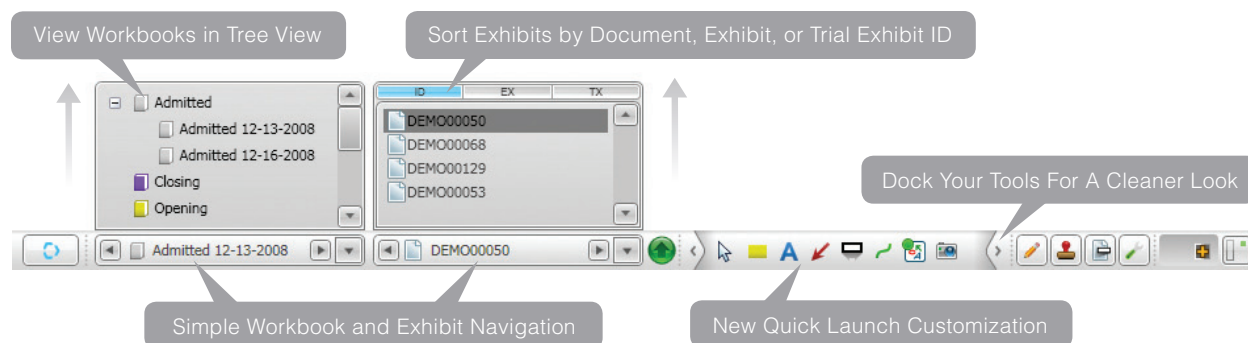 View Workbooks in Tree View
Sort Exhibits by Document, Exhibit, or Trial Exhibit ID
Admitted
Admitted 12-13-2008
Admitted 12-16-2008
Closing
Opening
ID EX TX
DEMO00050
DEMO00068
DEMO00129
DEMO00053
Dock Your Tools For A Cleaner Look
Admitted 12-13-2008
DEMO00050
A
Simple Workbook and Exhibit Navigation
New Quick Launch Customization